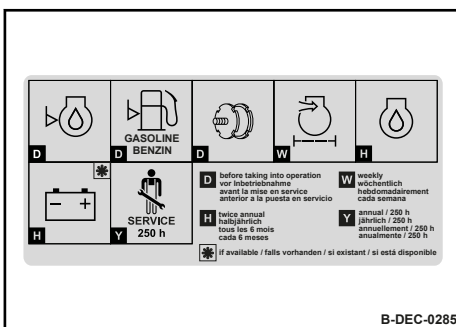 D
GASOLINE
BENZIN
D
D
W
H
H
SERVICE
250 h
Y
D before taking into operation
vor Inbetriebnahme
avant la mise en service
anterior a la puesta en servicio
W weekly
wöchentlich
hebdomadairement
cada semana
H twice annual
halbjährlich
tous les 6 mois
cada 6 meses
Y annual / 250 h
jährlich / 250 h
annuellement / 250 h
anualmente / 250 h
if available / falls vorhanden / si existant / si está disponible
B-DEC-0285